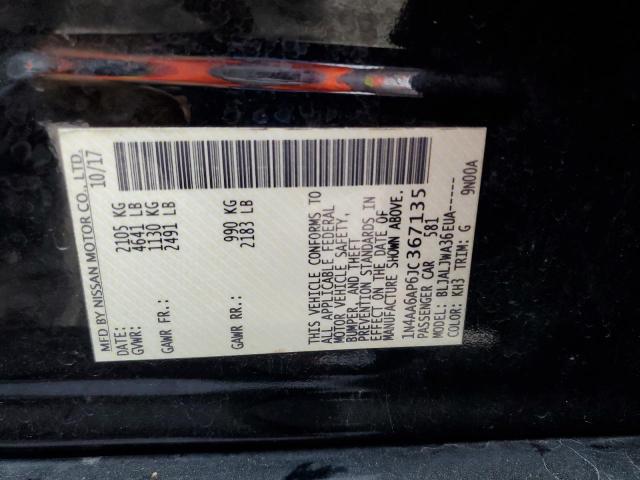 MFD BY NISSAN MOTOR CO., LTD.
10/17
DATE: 2105 KG
GVWR: 4641 LB
1130 KG
GAWR FR.: 2491 LB
990 KG
GAWR RR.: 2183 LB
THIS VEHICLE CONFORMS TO
ALL APPLICABLE FEDERAL
MOTOR VEHICLE SAFETY,
BUMPER, AND THEFT
PREVENTION STANDARDS IN
EFFECT ON THE DATE OF
MANUFACTURE SHOWN ABOVE.
1N4AA6AP6JC367135
PASSENGER CAR 581
MODEL: BLJALJWA36EUA-----
COLOR: KH3 TRIM: G 9N00A